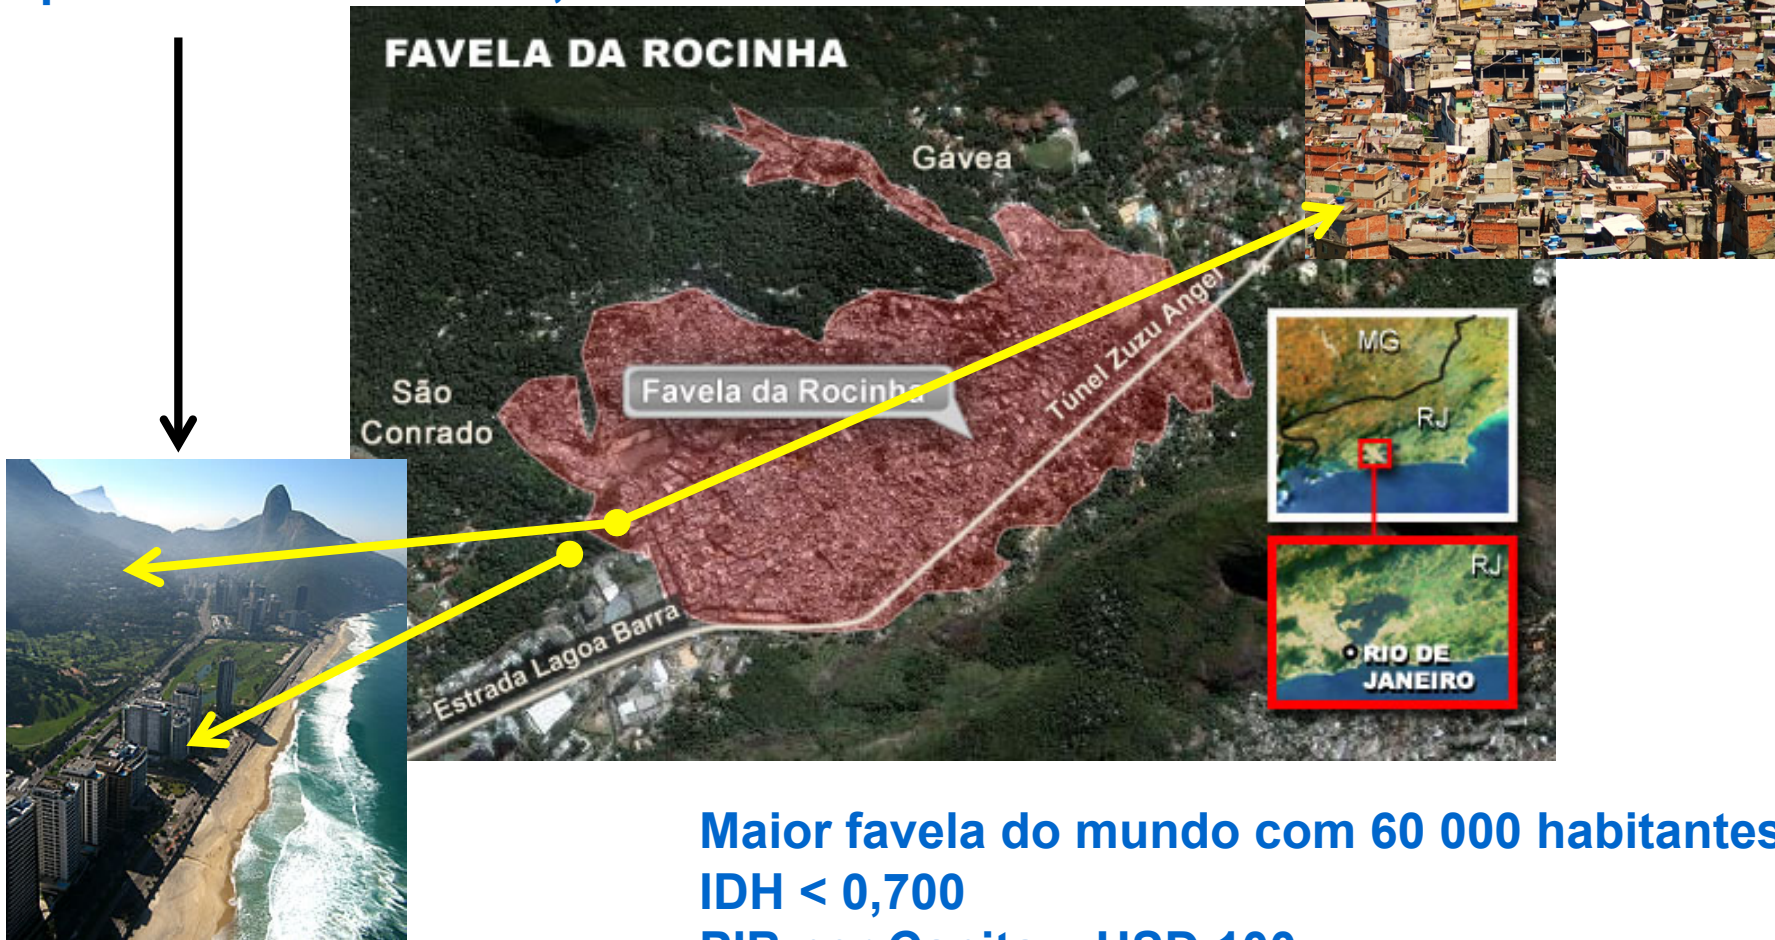 FAVELA DA ROCINHA
Gávea
São
Conrado
Favela da Rocinha
Túnel Zuzu Angel
Estrada Lagoa Barra
MG
RJ
RJ
RIO DE
JANEIRO
Maior favela do mundo com 60 000 habitantes
IDH < 0,700